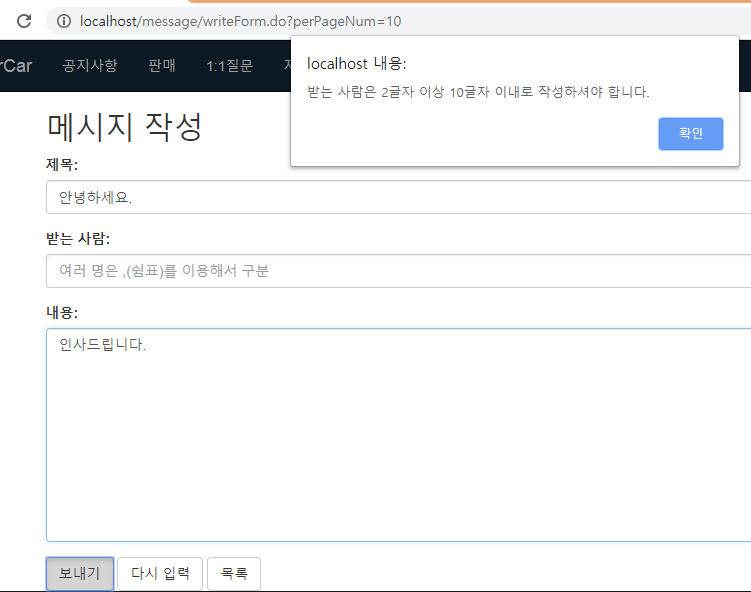 localhost/message/writeForm.do?perPageNum=10
rCar 공지사항 판매 1:1질문
localhost 내용:
받는 사람은 2글자 이상 10글자 이내로 작성하셔야 합니다.
확인
메시지 작성
제목:
안녕하세요.
받는 사람:
여러 명은 ,(쉼표)를 이용해서 구분
내용:
인사드립니다.
보내기 다시 입력 목록